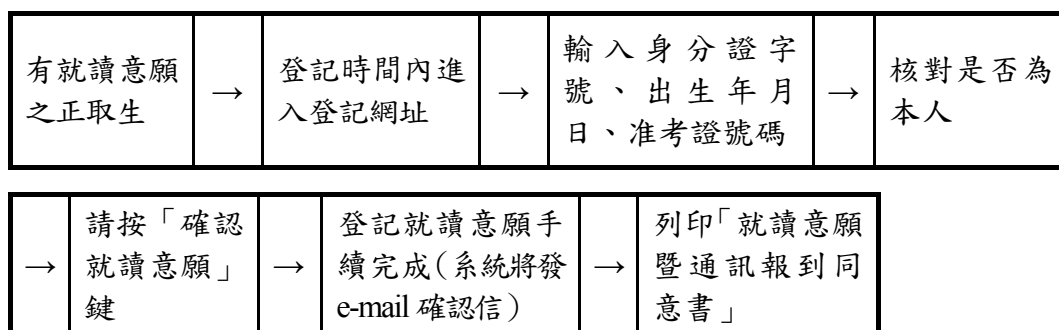 有就讀意願
之正取生
→
登記時間內進
入登記網址
→
輸入身分證字
號、出生年月
日、准考證號碼
→
核對是否為
本人
→
請按「確認
就讀意願」
鍵
→
登記就讀意願手
續完成(系統將發
e-mail 確認信)
→
列印「就讀意願
暨通訊報到同
意書」